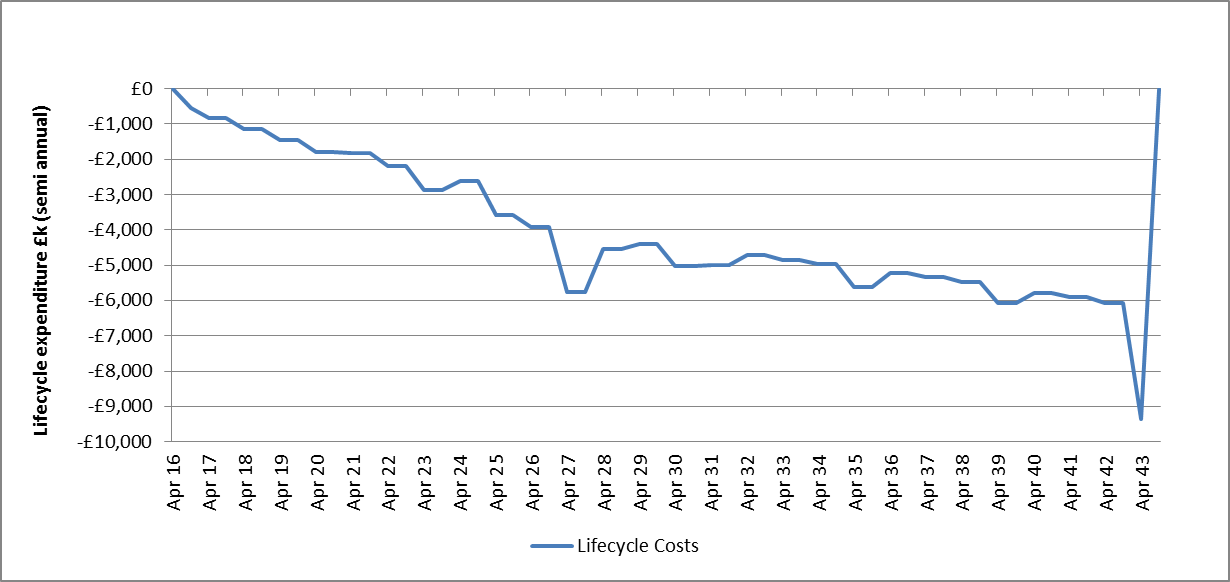 Lifecycle expenditure £k (semi annual)
£0
-£1,000
-£2,000
-£3,000
-£4,000
-£5,000
-£6,000
-£7,000
-£8,000
-£9,000
-£10,000
Apr 16
Apr 17
Apr 18
Apr 19
Apr 20
Apr 21
Apr 22
Apr 23
Apr 24
Apr 25
Apr 26
Apr 27
Apr 28
Apr 29
Apr 30
Apr 31
Apr 32
Apr 33
Apr 34
Apr 35
Apr 36
Apr 37
Apr 38
Apr 39
Apr 40
Apr 41
Apr 42
Apr 43
Lifecycle Costs